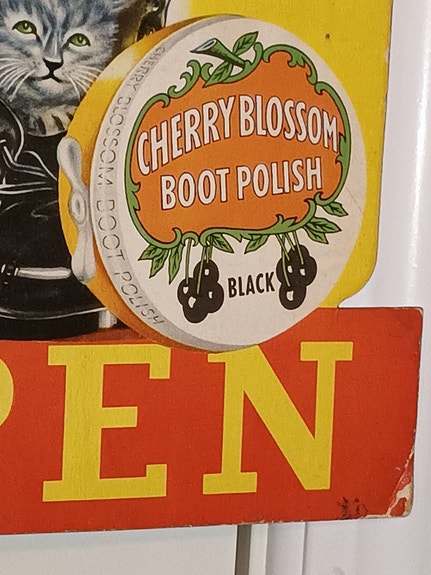 CHERRY BLOSSOM
BOOT POLISH
BLACK
CHERRY BLOSSOM BOOT POLISH
PEN